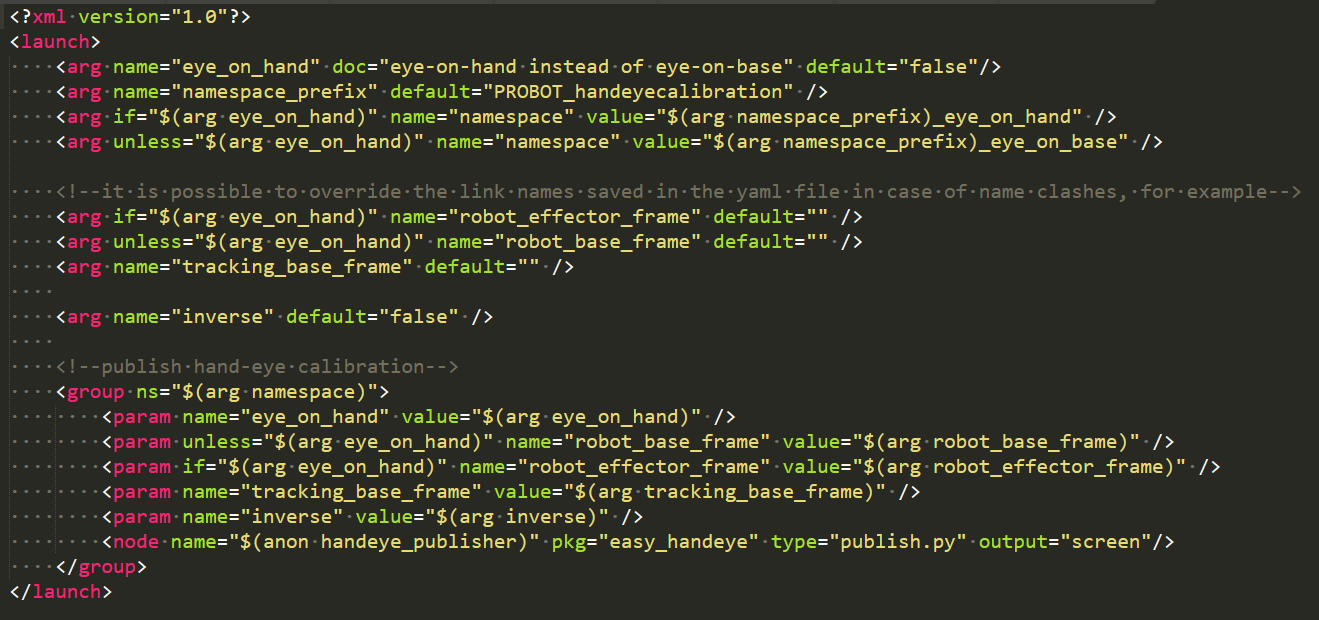 <?xml version="1.0"?>
<launch>
    <arg name="eye_on_hand" doc="eye-on-hand instead of eye-on-base" default="false"/>
    <arg name="namespace_prefix" default="PROBOT_handeyecalibration" />
    <arg if="$(arg eye_on_hand)" name="namespace" value="$(arg namespace_prefix)_eye_on_hand" />
    <arg unless="$(arg eye_on_hand)" name="namespace" value="$(arg namespace_prefix)_eye_on_base" />

    <!--it is possible to override the link names saved in the yaml file in case of name clashes, for example-->
    <arg if="$(arg eye_on_hand)" name="robot_effector_frame" default="" />
    <arg unless="$(arg eye_on_hand)" name="robot_base_frame" default="" />
    <arg name="tracking_base_frame" default="" />
    
    <arg name="inverse" default="false" />
    
    <!--publish hand-eye calibration-->
    <group ns="$(arg namespace)">
        <param name="eye_on_hand" value="$(arg eye_on_hand)" />
        <param unless="$(arg eye_on_hand)" name="robot_base_frame" value="$(arg robot_base_frame)" />
        <param if="$(arg eye_on_hand)" name="robot_effector_frame" value="$(arg robot_effector_frame)" />
        <param name="tracking_base_frame" value="$(arg tracking_base_frame)" />
        <param name="inverse" value="$(arg inverse)" />
        <node name="$(anon handeye_publisher)" pkg="easy_handeye" type="publish.py" output="screen"/>
    </group>
</launch>